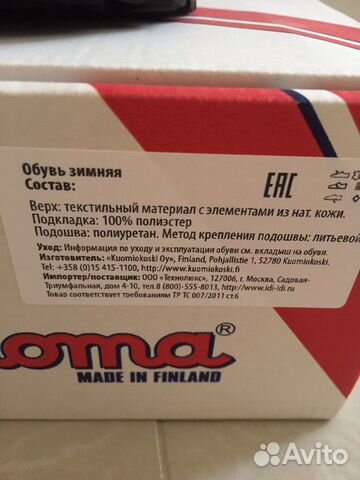 Обувь зимняя
Состав:
EAC
Верх: текстильный материал с элементами из нат. кожи.
Подкладка: 100% полиэстер
Подошва: полиуретан. Метод крепления подошвы: литьевой
Уход: Информация по уходу и эксплуатации обуви см. вкладыш на обуви.
Изготовитель: «Kuomiokoski Oy», Finland, Pohjallistie 1, 52780 Kuomiokoski.
Tel.: +358 (0)15 415-1100, http://www.kuomiokoski.fi
Импортер/поставщик: ООО «Технолюкс», 127006, г. Москва, Садовая-
Триумфальная, дом 4-10, тел. 8(800)-555-8013, http://www.idi-idi.ru
Товар соответствует требованиям ТР ТС 007/2011 ст.6
oma®
MADE IN FINLAND
Avito